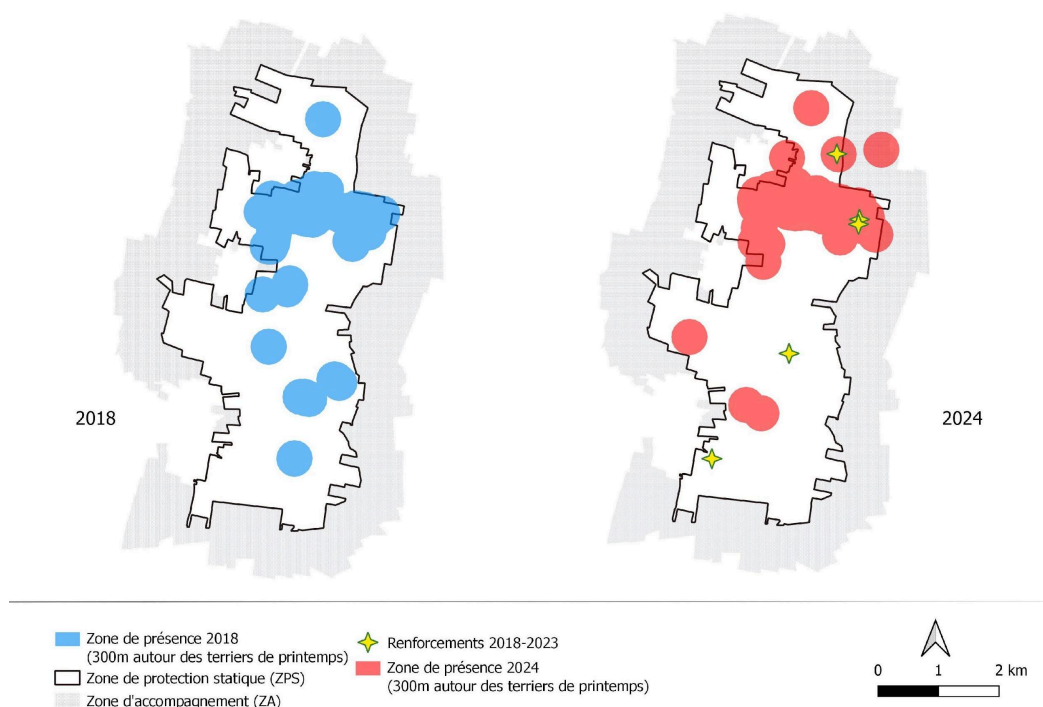 2018
2024
Zone de présence 2018
(300m autour des terriers de printemps)
Zone de protection statique (ZPS)
Zone d'accompagnement (ZA)
Renforcements 2018-2023
Zone de présence 2024
(300m autour des terriers de printemps)
0 1 2 km